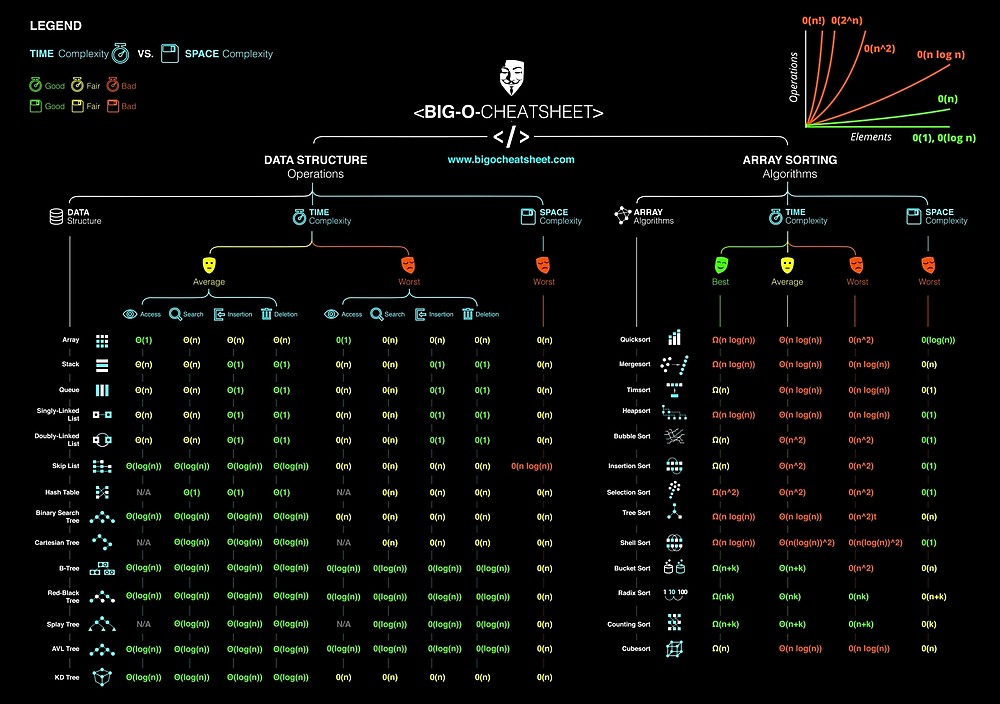 LEGEND
TIME Complexity VS. SPACE Complexity
Good Fair Bad
Good Fair Bad
<BIG-O-CHEATSHEET>
</>
www.bigocheatsheet.com
0(n!) 0(2^n)
0(n^2)
0(n log n)
0(n)
0(1), 0(log n)
Operations
Elements
DATA STRUCTURE
Operations
DATA Structure
TIME Complexity
SPACE Complexity
Average Worst Worst
Access Search Insertion Deletion Access Search Insertion Deletion
Array Θ(1) Θ(n) Θ(n) Θ(n) 0(1) 0(n) 0(n) 0(n) 0(n)
Stack Θ(n) Θ(n) Θ(1) Θ(1) 0(n) 0(n) 0(1) 0(1) 0(n)
Queue Θ(n) Θ(n) Θ(1) Θ(1) 0(n) 0(n) 0(1) 0(1) 0(n)
Singly-Linked List Θ(n) Θ(n) Θ(1) Θ(1) 0(n) 0(n) 0(1) 0(1) 0(n)
Doubly-Linked List Θ(n) Θ(n) Θ(1) Θ(1) 0(n) 0(n) 0(1) 0(1) 0(n)
Skip List Θ(log(n)) Θ(log(n)) Θ(log(n)) Θ(log(n)) 0(n) 0(n) 0(n) 0(n) 0(n log(n))
Hash Table N/A Θ(1) Θ(1) Θ(1) N/A 0(n) 0(n) 0(n) 0(n)
Binary Search Tree Θ(log(n)) Θ(log(n)) Θ(log(n)) Θ(log(n)) 0(n) 0(n) 0(n) 0(n) 0(n)
Cartesian Tree N/A Θ(log(n)) Θ(log(n)) Θ(log(n)) N/A 0(n) 0(n) 0(n) 0(n)
B-Tree Θ(log(n)) Θ(log(n)) Θ(log(n)) Θ(log(n)) 0(log(n)) 0(log(n)) 0(log(n)) 0(log(n)) 0(n)
Red-Black Tree Θ(log(n)) Θ(log(n)) Θ(log(n)) Θ(log(n)) 0(log(n)) 0(log(n)) 0(log(n)) 0(log(n)) 0(n)
Splay Tree N/A Θ(log(n)) Θ(log(n)) Θ(log(n)) N/A 0(log(n)) 0(log(n)) 0(log(n)) 0(n)
AVL Tree Θ(log(n)) Θ(log(n)) Θ(log(n)) Θ(log(n)) 0(log(n)) 0(log(n)) 0(log(n)) 0(log(n)) 0(n)
KD Tree Θ(log(n)) Θ(log(n)) Θ(log(n)) Θ(log(n)) 0(n) 0(n) 0(n) 0(n) 0(n)
ARRAY SORTING
Algorithms
ARRAY Algorithms
TIME Complexity
SPACE Complexity
Best Average Worst Worst
Quicksort Ω(n log(n)) Θ(n log(n)) 0(n^2) 0(log(n))
Mergesort Ω(n log(n)) Θ(n log(n)) 0(n log(n)) 0(n)
Timsort Ω(n) Θ(n log(n)) 0(n log(n)) 0(1)
Heapsort Ω(n log(n)) Θ(n log(n)) 0(n log(n)) 0(1)
Bubble Sort Ω(n) Θ(n^2) 0(n^2) 0(1)
Insertion Sort Ω(n) Θ(n^2) 0(n^2) 0(1)
Selection Sort Ω(n^2) Θ(n^2) 0(n^2) 0(1)
Tree Sort Ω(n log(n)) Θ(n log(n)) 0(n^2)t 0(n)
Shell Sort Ω(n log(n)) Θ(n(log(n))^2) 0(n(log(n))^2) 0(1)
Bucket Sort Ω(n+k) Θ(n+k) 0(n^2) 0(n)
Radix Sort 1 10 100 Ω(nk) Θ(nk) 0(nk) 0(n+k)
Counting Sort Ω(n+k) Θ(n+k) 0(n+k) 0(k)
Cubesort Ω(n) Θ(n log(n)) 0(n log(n)) 0(n)